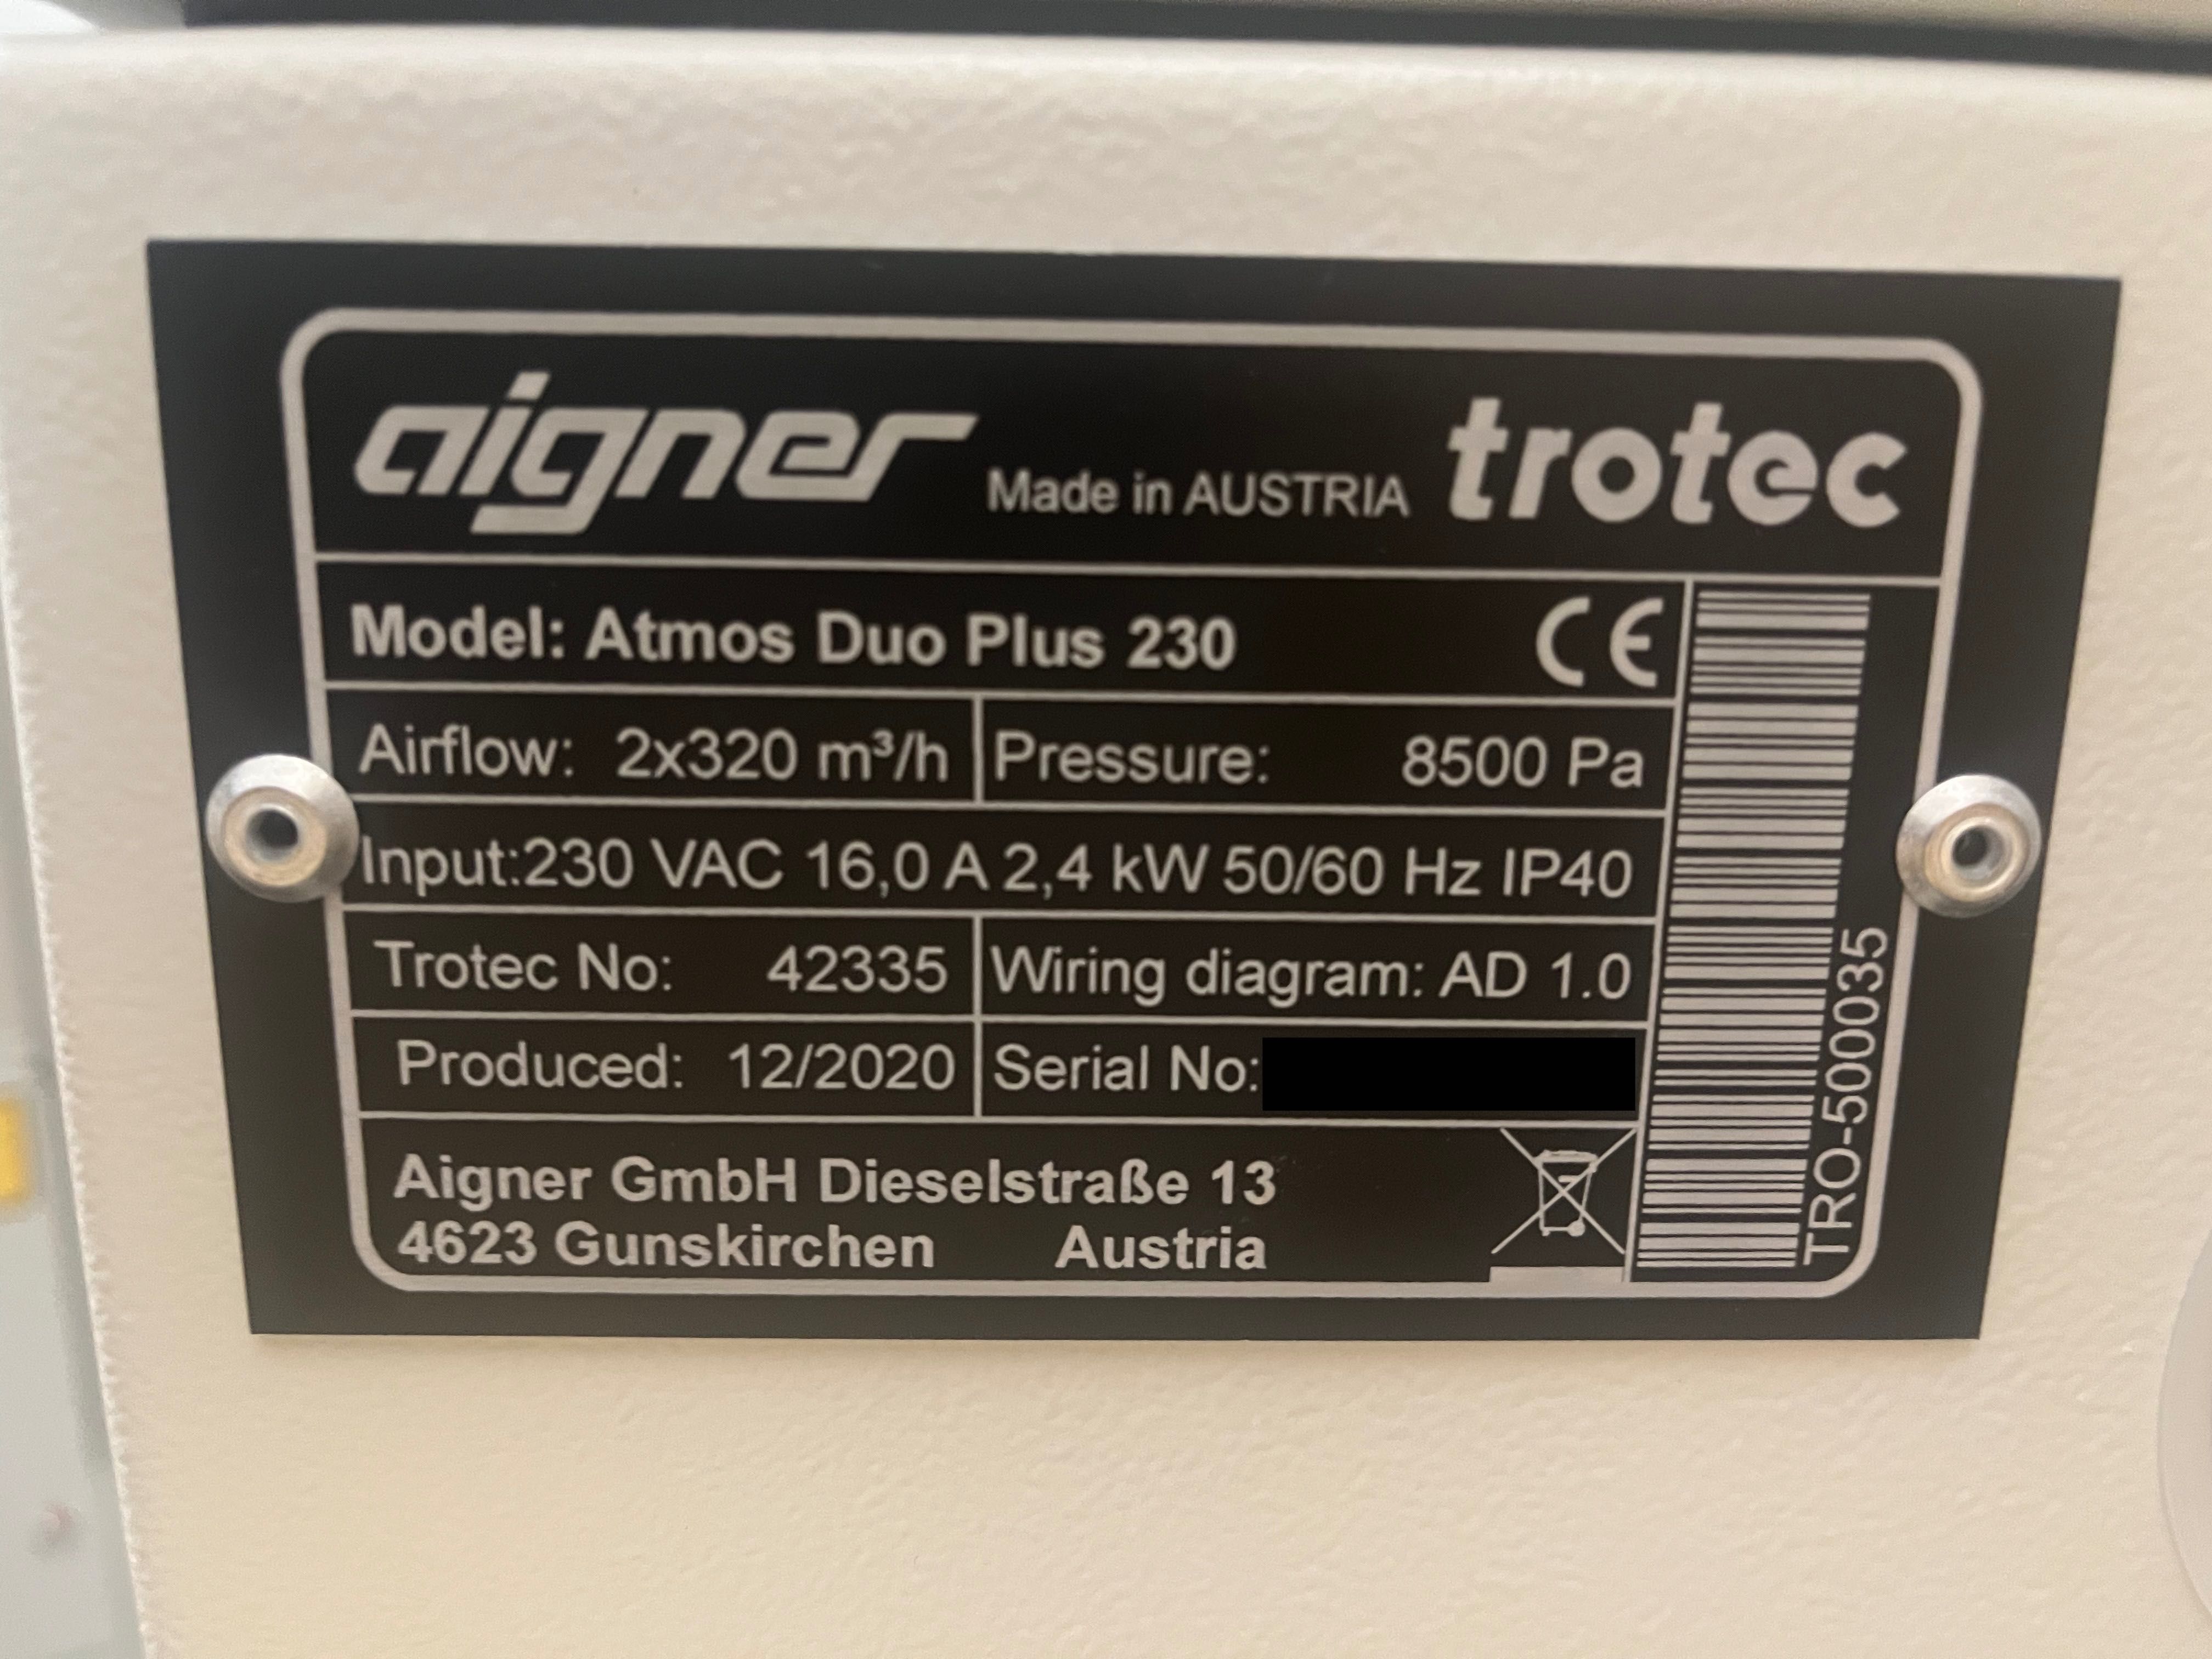 aigner Made in AUSTRIA trotec
Model: Atmos Duo Plus 230 CE
Airflow: 2x320 m³/h Pressure: 8500 Pa
Input:230 VAC 16,0 A 2,4 kW 50/60 Hz IP40
Trotec No: 42335 Wiring diagram: AD 1.0
Produced: 12/2020 Serial No:
Aigner GmbH Dieselstraße 13
4623 Gunskirchen Austria
TRO-500035